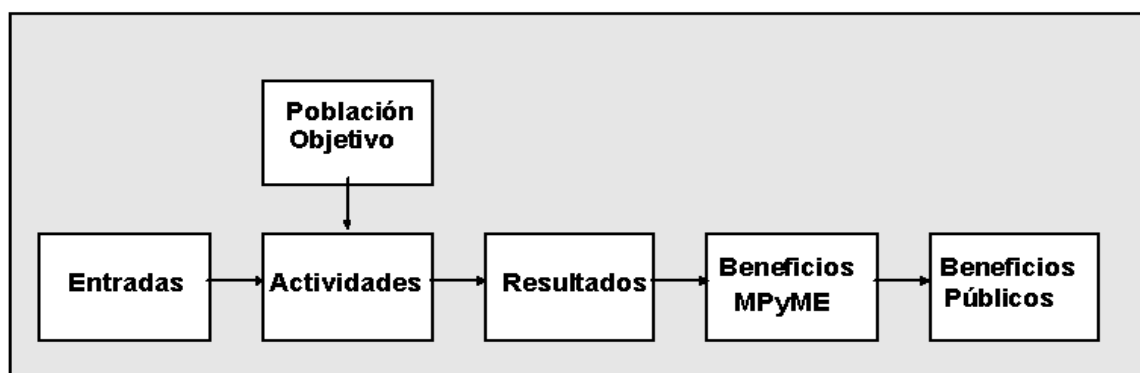 Población
Objetivo
Entradas
Actividades
Resultados
Beneficios
MPyME
Beneficios
Públicos